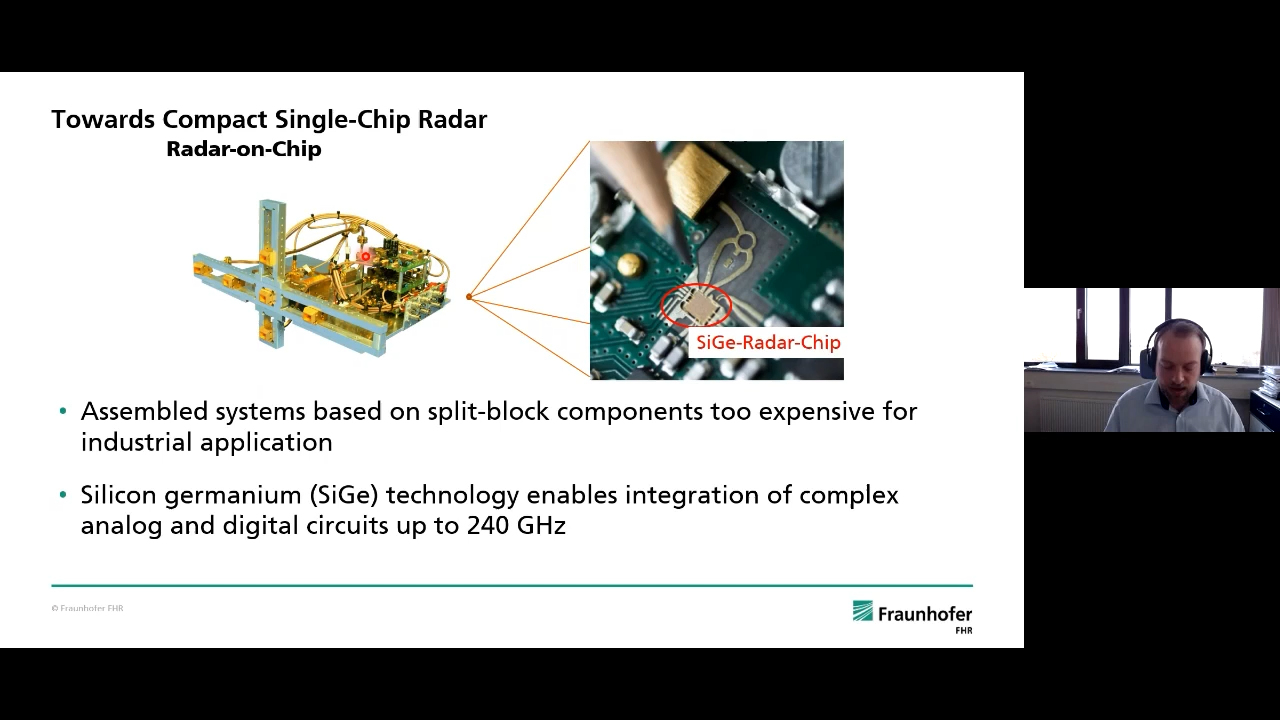 Towards Compact Single-Chip Radar
Radar-on-Chip
SiGe-Radar-Chip
• Assembled systems based on split-block components too expensive for
industrial application
• Silicon germanium (SiGe) technology enables integration of complex
analog and digital circuits up to 240 GHz
© Fraunhofer FHR
Fraunhofer
FHR